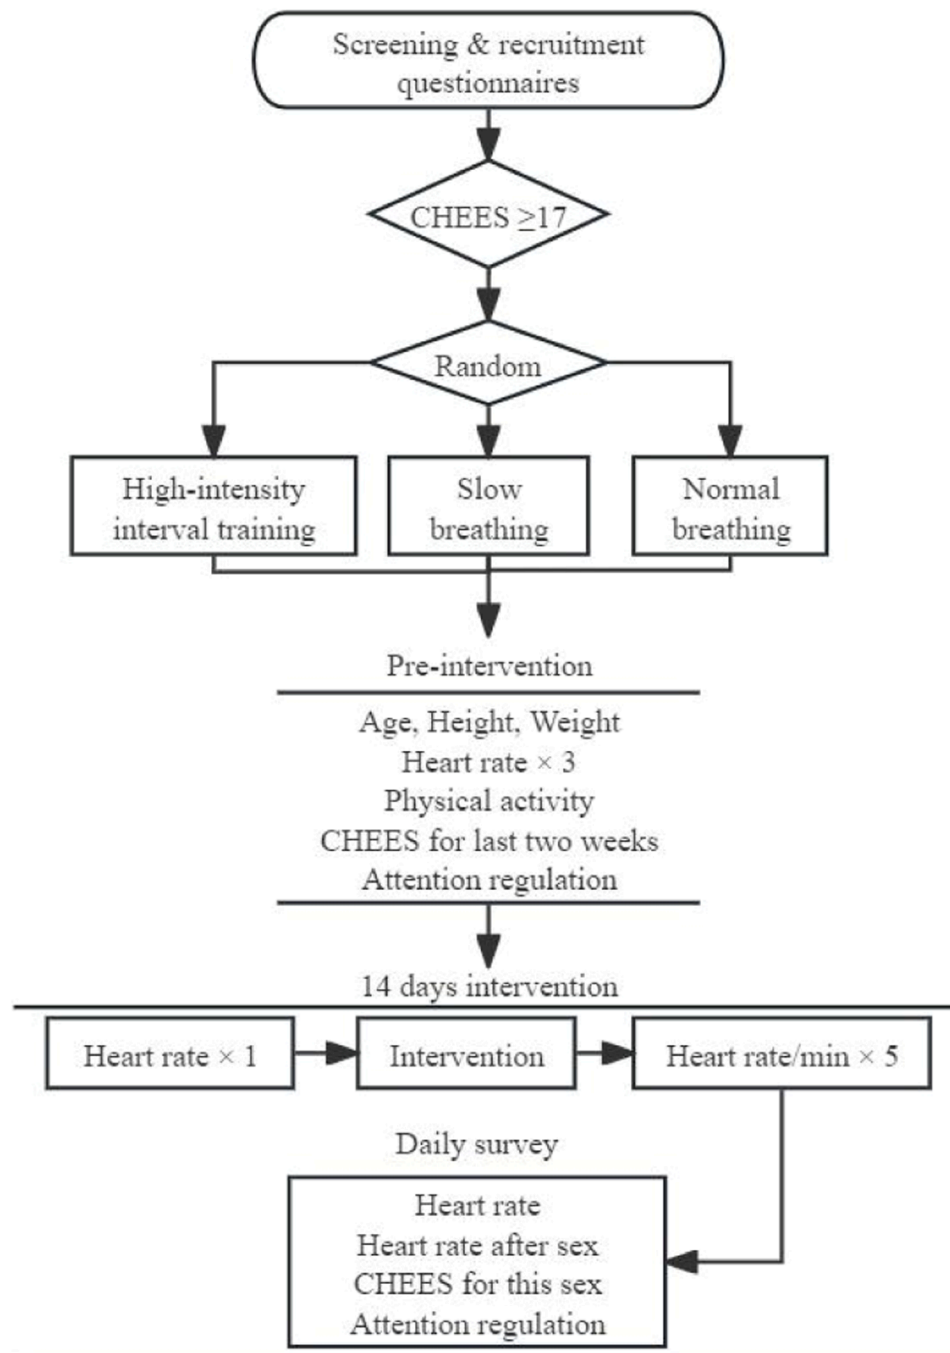 Screening & recruitment
questionnaires
CHEES ≥17
Random
High-intensity
interval training
Slow
breathing
Normal
breathing
Pre-intervention
Age, Height, Weight
Heart rate × 3
Physical activity
CHEES for last two weeks
Attention regulation
14 days intervention
Heart rate × 1
Intervention
Heart rate/min × 5
Daily survey
Heart rate
Heart rate after sex
CHEES for this sex
Attention regulation